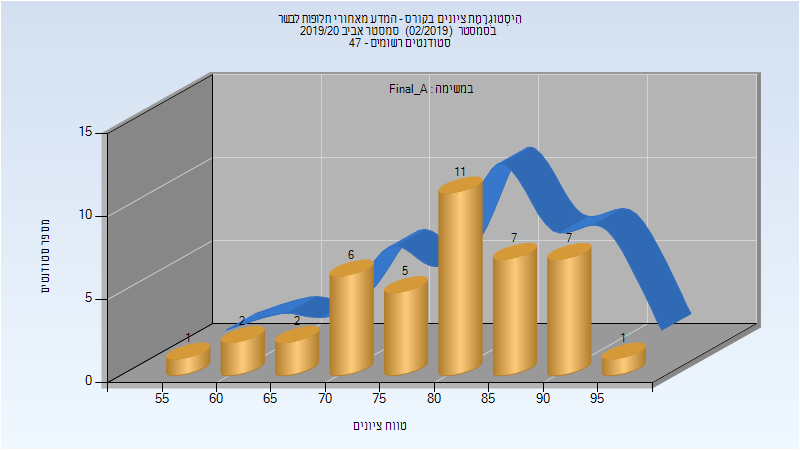 הִיסְטוֹגְרַמַת ציונים בקורס - המדע מאחורי חלופות לבשר
בסמסטר (02/2019) סמסטר אביב 2019/20
סטודנטים רשומים - 47
במשימה : Final_A
מספר סטודנטים
15
10
5
0
1
2
2
6
5
11
7
7
1
55 60 65 70 75 80 85 90 95
טווח ציונים